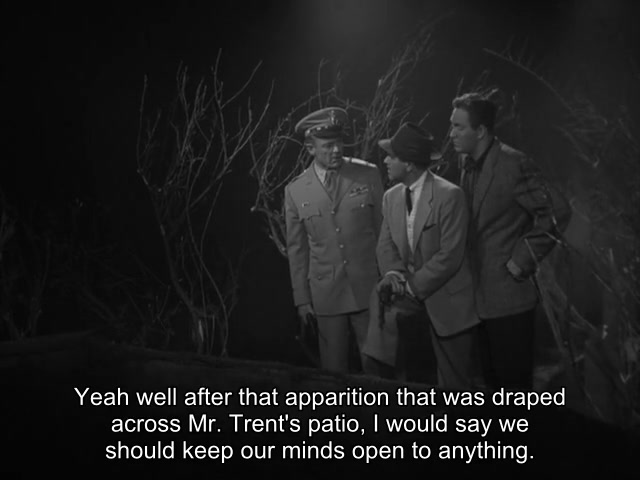 Yeah well after that apparition that was draped
across Mr. Trent's patio, I would say we
should keep our minds open to anything.